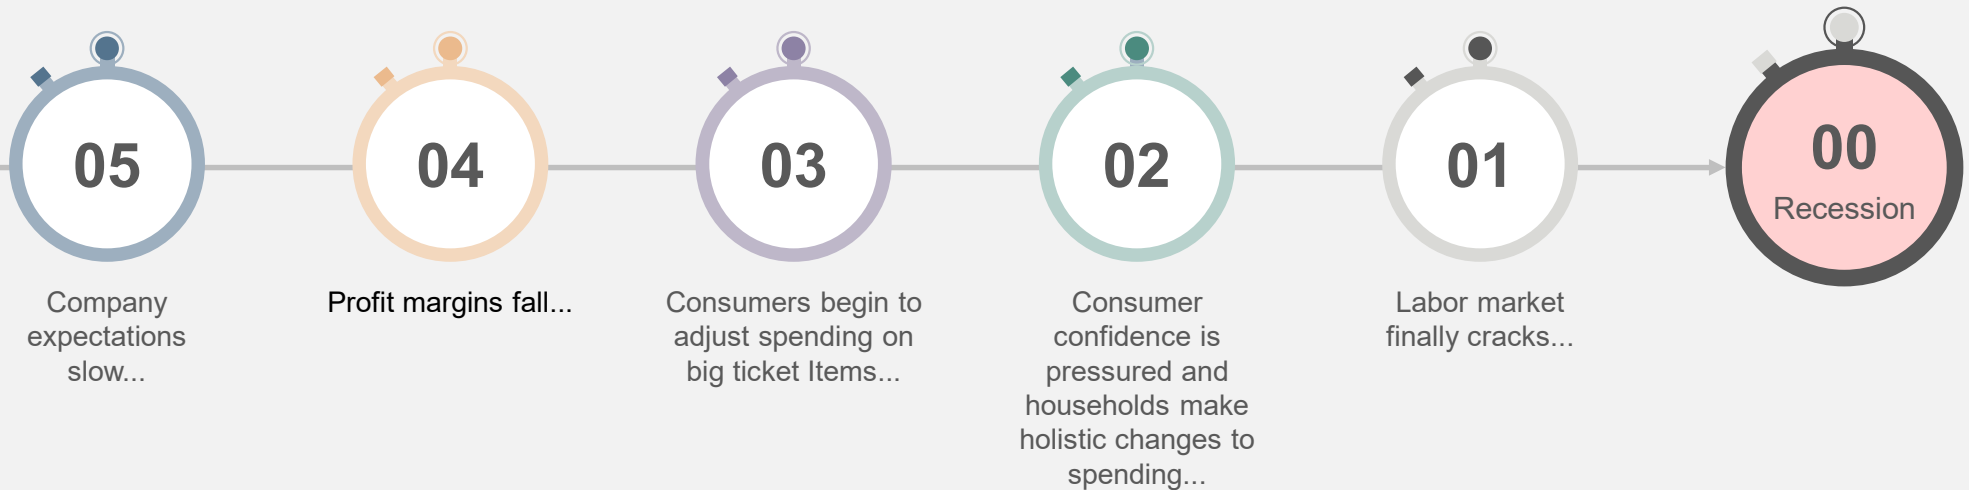 05
Company
expectations
slow...
04
Profit margins fall...
03
Consumers begin to
adjust spending on
big ticket Items...
02
Consumer
confidence is
pressured and
households make
holistic changes to
spending...
01
Labor market
finally cracks...
00
Recession